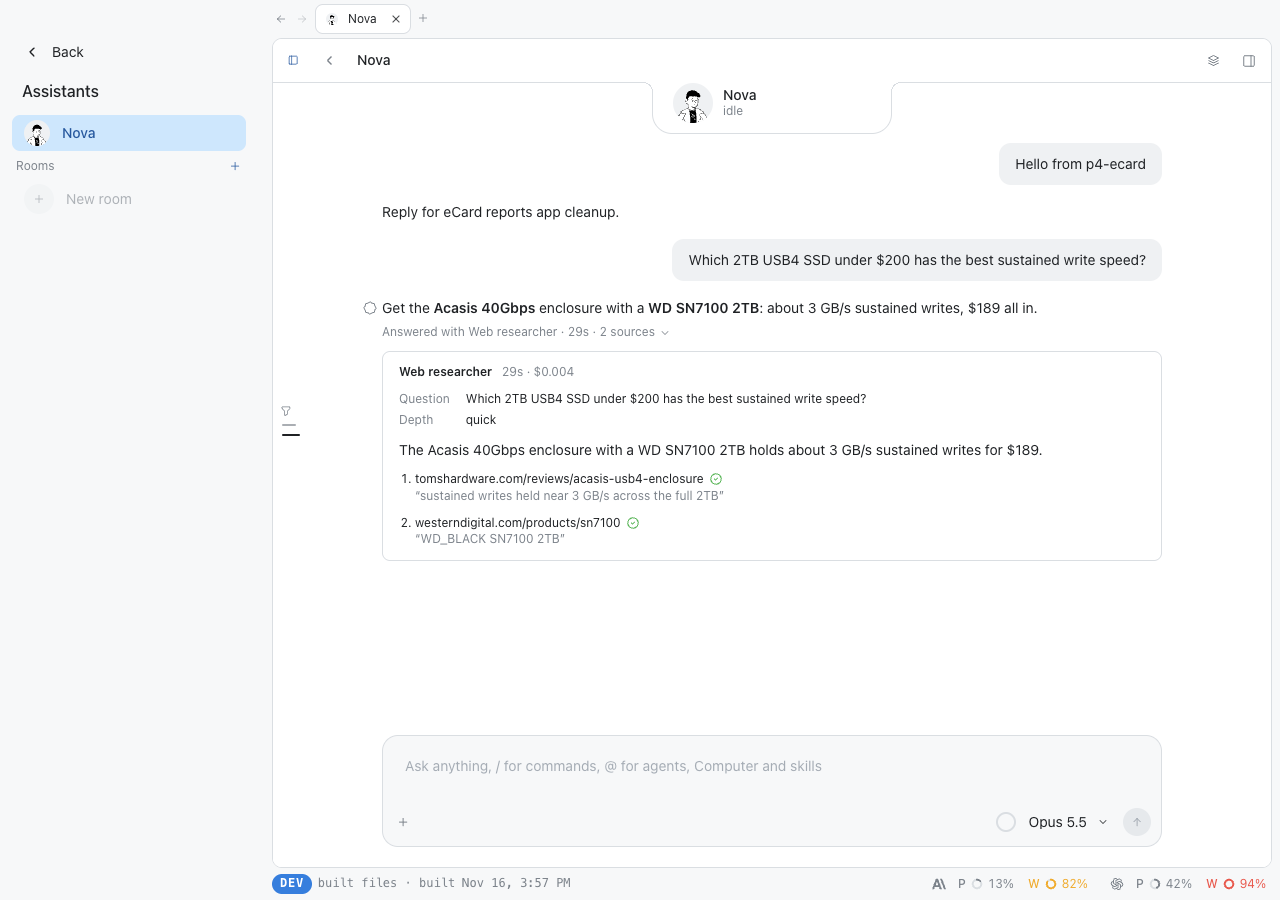 Nova
Back
Nova
Assistants
Nova
idle
Nova
Rooms
New room
Hello from p4-ecard
Reply for eCard reports app cleanup.
Which 2TB USB4 SSD under $200 has the best sustained write speed?
Get the Acasis 40Gbps enclosure with a WD SN7100 2TB: about 3 GB/s sustained writes, $189 all in.
Answered with Web researcher · 29s · 2 sources
Web researcher 29s · $0.004
Question Which 2TB USB4 SSD under $200 has the best sustained write speed?
Depth quick
The Acasis 40Gbps enclosure with a WD SN7100 2TB holds about 3 GB/s sustained writes for $189.
1. tomshardware.com/reviews/acasis-usb4-enclosure
“sustained writes held near 3 GB/s across the full 2TB”
2. westerndigital.com/products/sn7100
“WD_BLACK SN7100 2TB”
Ask anything, / for commands, @ for agents, Computer and skills
Opus 5.5
DEV built files · built Nov 16, 3:57 PM
P 13% W 82% P 42% W 94%